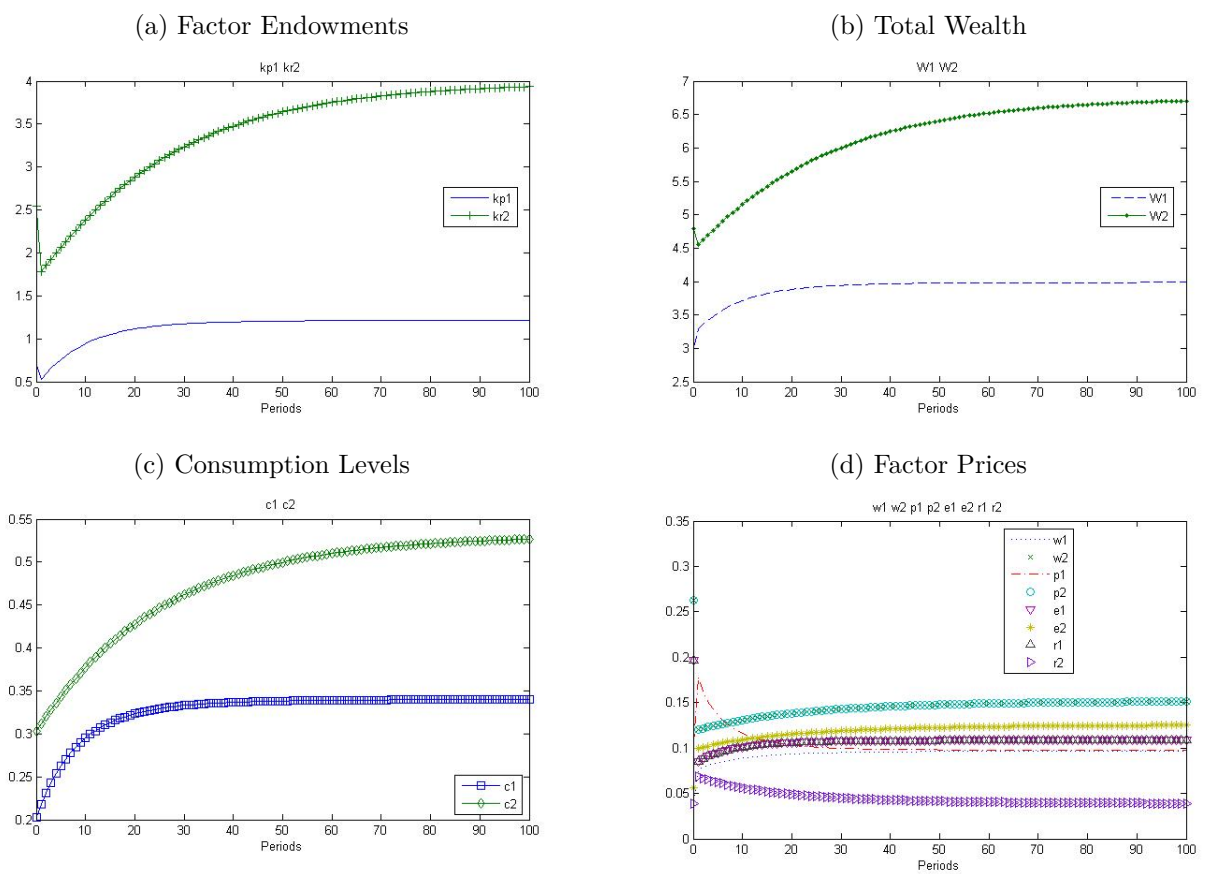 (a) Factor Endowments
kp1 kr2
4
3.5
3
2.5
2
1.5
1
0.5
0 10 20 30 40 50 60 70 80 90 100
Periods
kp1
kr2
(b) Total Wealth
W1 W2
7
6.5
6
5.5
5
4.5
4
3.5
3
2.5
0 10 20 30 40 50 60 70 80 90 100
Periods
W1
W2
(c) Consumption Levels
c1 c2
0.55
0.5
0.45
0.4
0.35
0.3
0.25
0.2
0 10 20 30 40 50 60 70 80 90 100
Periods
c1
c2
(d) Factor Prices
w1 w2 p1 p2 e1 e2 r1 r2
0.35
0.3
0.25
0.2
0.15
0.1
0.05
0
0 10 20 30 40 50 60 70 80 90 100
Periods
w1
w2
p1
p2
e1
e2
r1
r2